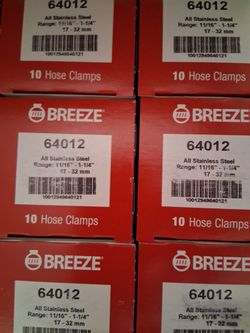 64012
All Stainless Steel
Range: 11/16" - 1-1/4"
17 - 32 mm
10012949640121
10 Hose Clamps
64012
All Stainless Steel
Range: 11/16" - 1-1/4"
17 - 32 mm
10012949640121
10 Hose Clamps
BREEZE
64012
All Stainless Steel
Range: 11/16" - 1-1/4"
17 - 32 mm
10012949640121
10 Hose Clamps
BREEZE
64012
All Stainless Steel
Range: 11/16" - 1-1/4"
17 - 32 mm
10012949640121
10 Hose Clamps
BREEZE
64012
All Stainless Steel
Range: 11/16" - 1-1/4"
17 - 32 mm
BREEZE
64012
All Stainless Steel
Range: 11/16" - 1-1/4"
17 - 32 mm